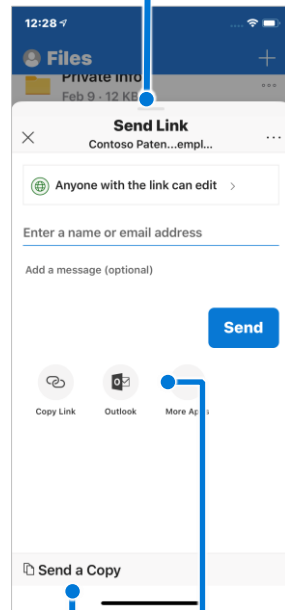 12:28
Files
Private Info
Feb 9 · 12 KB
Send Link
Contoso Paten...empl...
Anyone with the link can edit
Enter a name or email address
Add a message (optional)
Send
Copy Link Outlook More Apps
Send a Copy